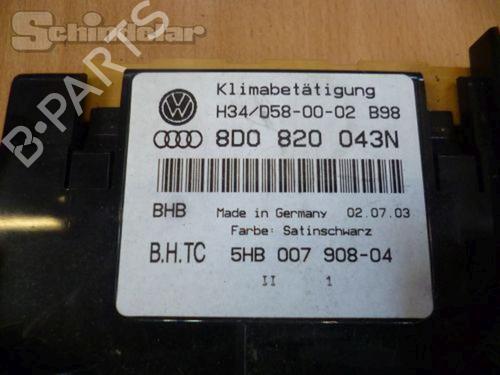 Schindelar
B-PARTS
Klimabetätigung
H34/D58-00-02 B98
8D0 820 043N
BHB Made in Germany 02.07.03
Farbe: Satinschwarz
B.H.TC 5HB 007 908-04
II 1